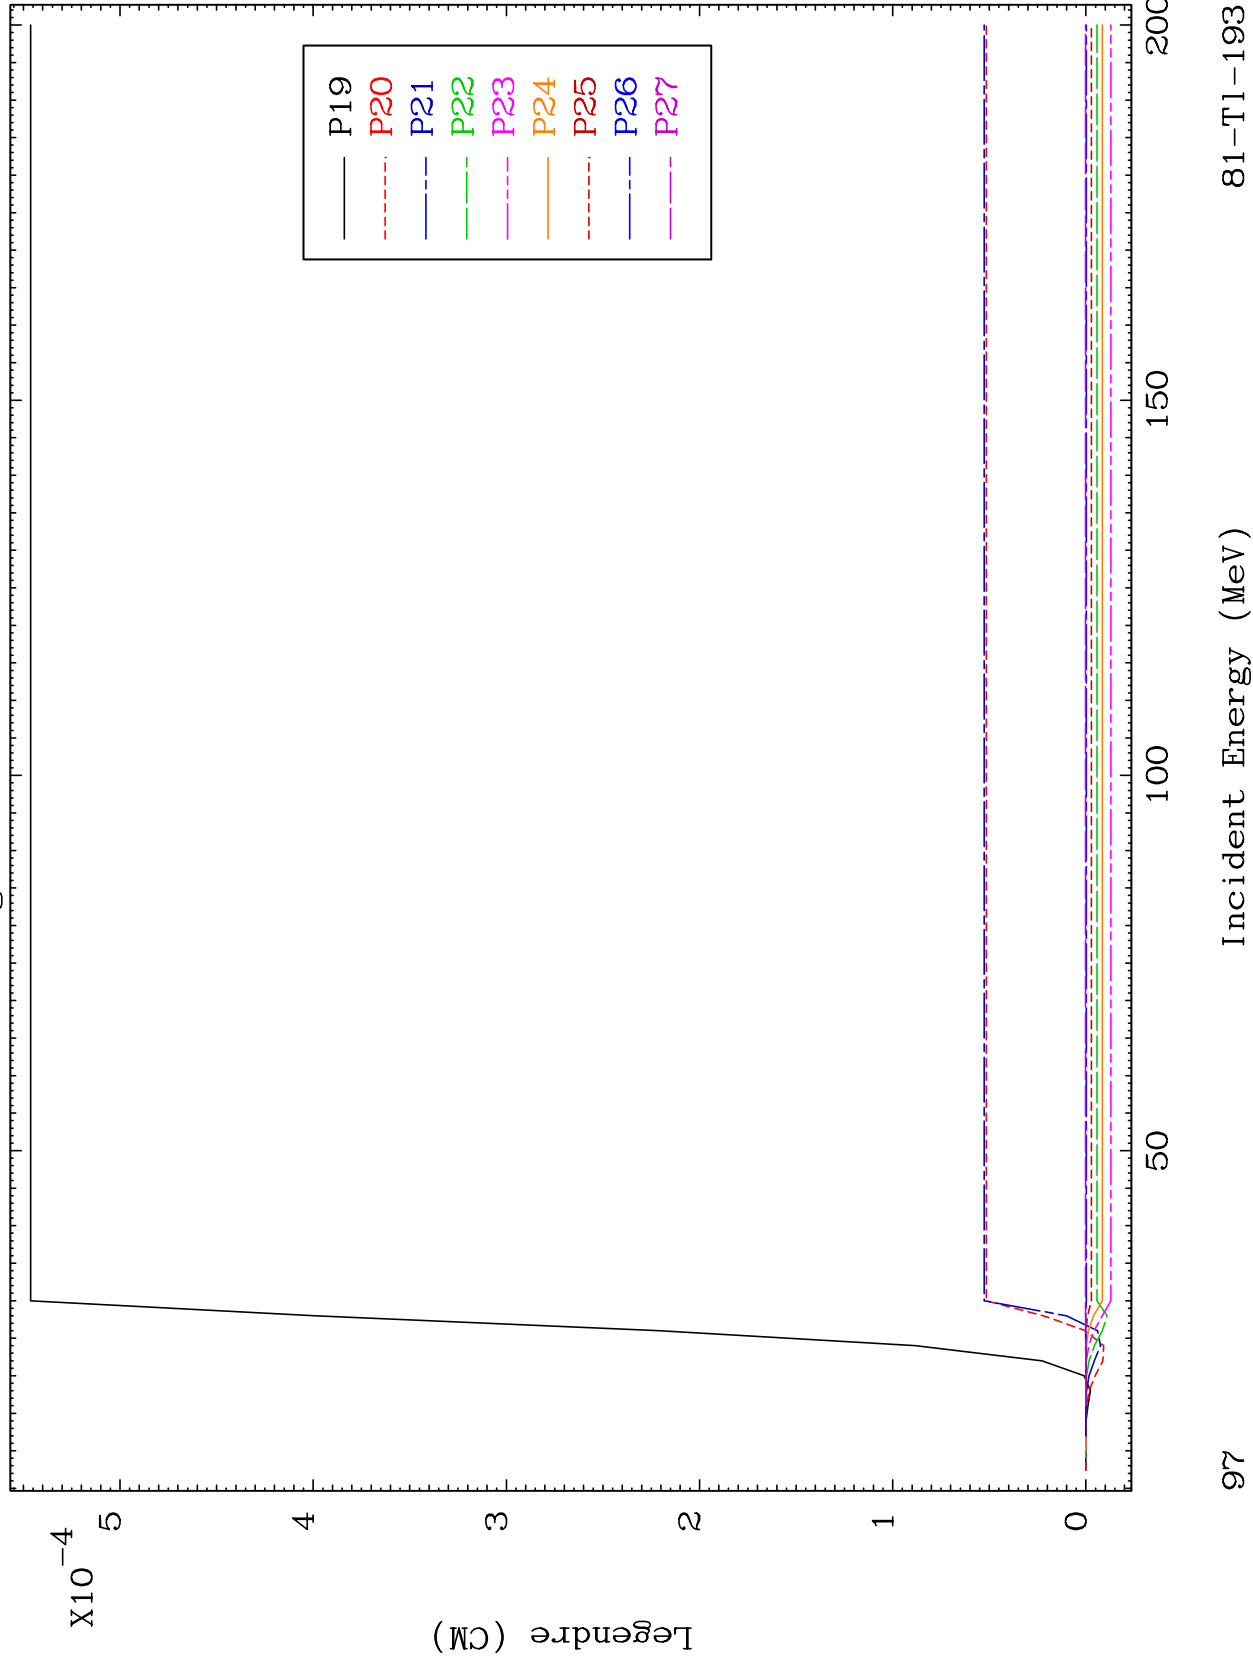 X10-4
5
4
3
2
1
0
Legendre (CM)
P19
P20
P21
P22
P23
P24
P25
P26
P27
50
100
150
200
Incident Energy (MeV)
97
81-Tl-193